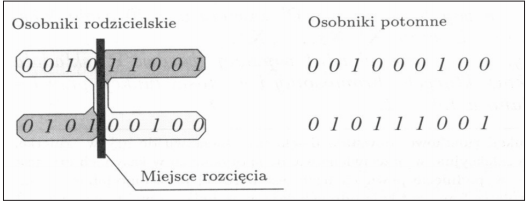 Osobniki rodzicielskie
Osobniki potomne
0 0 1 0 1 1 0 0 1
0 0 1 0 0 0 1 0 0
0 1 0 1 0 0 1 0 0
0 1 0 1 1 1 0 0 1
Miejsce rozcięcia